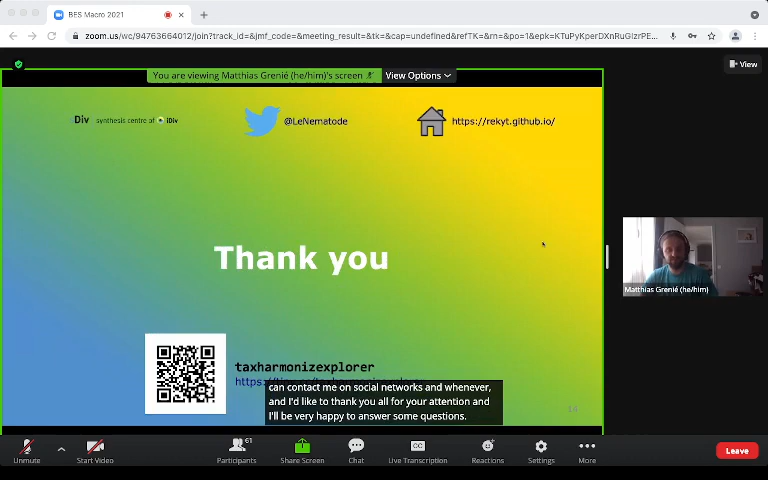 BES Macro 2021
zoom.us/wc/94763664012/join?track_id=&jmf_code=&meeting_result=&tk=&cap=undefined&refTK=&rn=&po=1&epk=KTuPyKperDXnRuGlzrPE...
You are viewing Matthias Grenié (he/him)'s screen
View Options
View
Div synthesis centre of iDiv
@LeNematode
https://rekyt.github.io/
Thank you
Matthias Grenié (he/him)
taxharmonizexplorer
can contact me on social networks and whenever,
and I'd like to thank you all for your attention and
I'll be very happy to answer some questions.
14
61
Unmute
Start Video
Participants
Share Screen
Chat
CC
Live Transcription
Reactions
Settings
More
Leave